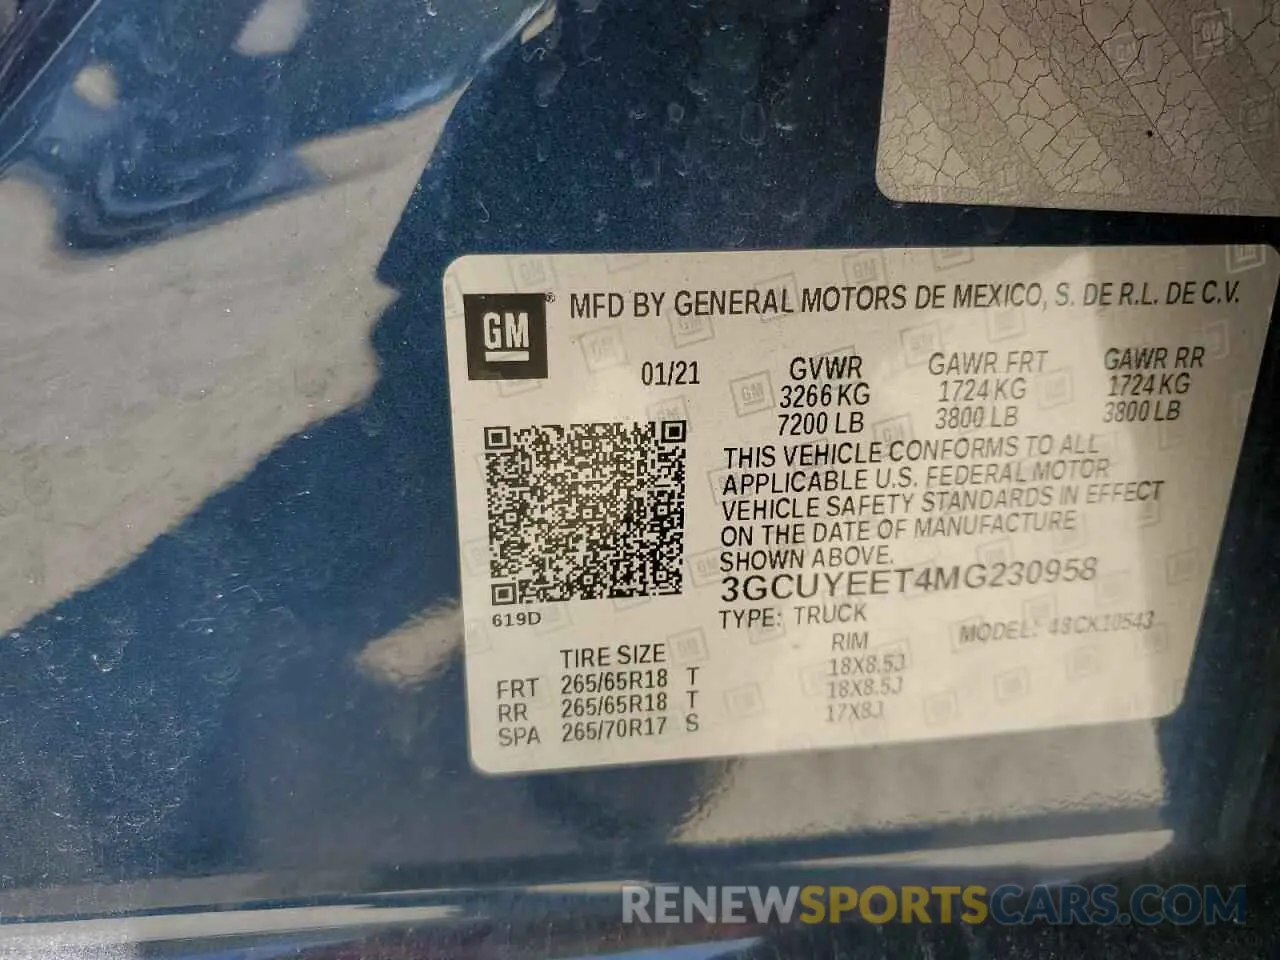 GM
® MFD BY GENERAL MOTORS DE MEXICO, S. DE R.L. DE C.V.
01/21 GVWR GAWR FRT GAWR RR
3266 KG 1724 KG 1724 KG
7200 LB 3800 LB 3800 LB
THIS VEHICLE CONFORMS TO ALL
APPLICABLE U.S. FEDERAL MOTOR
VEHICLE SAFETY STANDARDS IN EFFECT
ON THE DATE OF MANUFACTURE
SHOWN ABOVE.
3GCUYEET4MG230958
619D
TYPE: TRUCK MODEL: 48CK10543
TIRE SIZE RIM
FRT 265/65R18 T 18X8.5J
RR 265/65R18 T 18X8.5J
SPA 265/70R17 S 17X8J
RENEWSPORTSCARS.COM